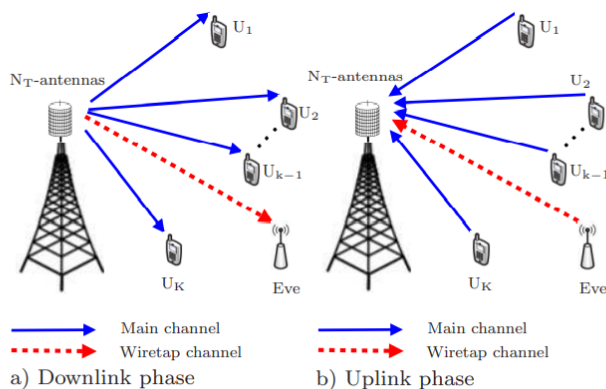 N_T-antennas
U_1
U_2
U_{k-1}
U_K
Eve
Main channel
Wiretap channel
a) Downlink phase
N_T-antennas
U_1
U_2
U_{k-1}
U_K
Eve
Main channel
Wiretap channel
b) Uplink phase